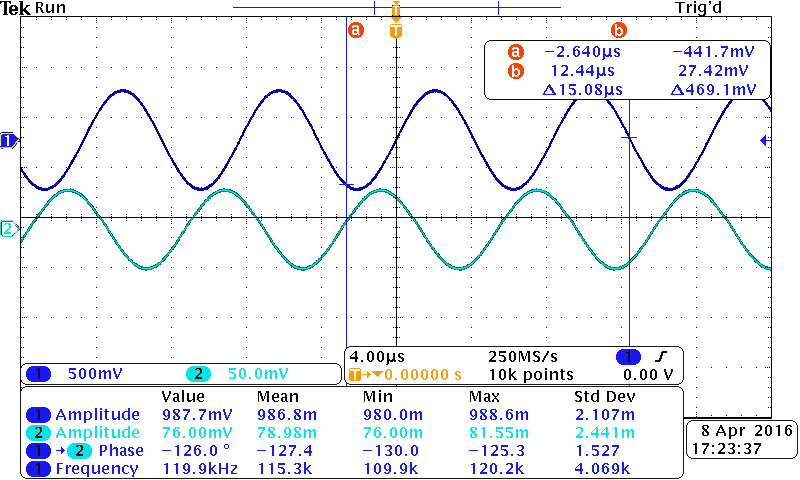 Tek Run Trig'd
T
a T b
a −2.640µs −441.7mV
b 12.44µs 27.42mV
Δ15.08µs Δ469.1mV
1
2
4.00µs 250MS/s 1
T→▼0.00000 s 10k points 0.00 V
1 500mV 2 50.0mV
Value Mean Min Max Std Dev
1 Amplitude 987.7mV 986.8m 980.0m 988.6m 2.107m
2 Amplitude 76.00mV 78.98m 76.00m 81.55m 2.441m
1 → 2 Phase −126.0 ° −127.4 −130.0 −125.3 1.527
1 Frequency 119.9kHz 115.3k 109.9k 120.2k 4.069k
8 Apr 2016
17:23:37